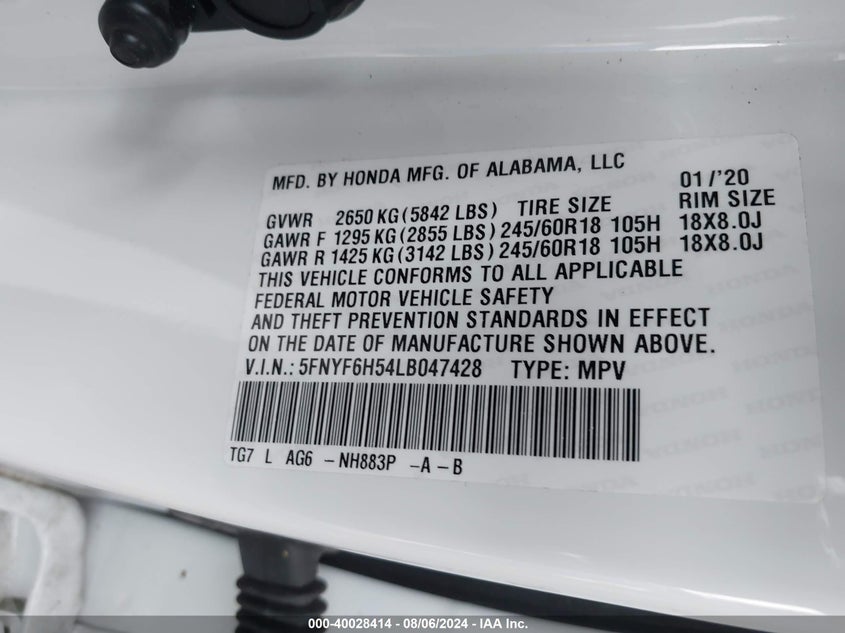 MFD. BY HONDA MFG. OF ALABAMA, LLC 01/'20
GVWR 2650 KG (5842 LBS) TIRE SIZE RIM SIZE
GAWR F 1295 KG (2855 LBS) 245/60R18 105H 18X8.0J
GAWR R 1425 KG (3142 LBS) 245/60R18 105H 18X8.0J
THIS VEHICLE CONFORMS TO ALL APPLICABLE
FEDERAL MOTOR VEHICLE SAFETY
AND THEFT PREVENTION STANDARDS IN EFFECT
ON THE DATE OF MANUFACTURE SHOWN ABOVE.
V.I.N.: 5FNYF6H54LB047428 TYPE: MPV
TG7 L AG6 - NH883P - A - B
HONDA
000-40028414 - 08/06/2024 - IAA Inc.